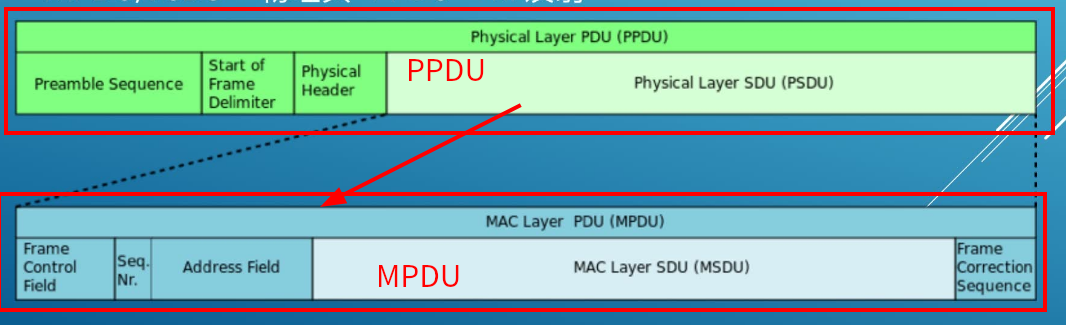 Physical Layer PDU (PPDU)
Preamble Sequence
Start of
Frame
Delimiter
Physical
Header
PPDU
Physical Layer SDU (PSDU)
MAC Layer  PDU (MPDU)
Frame
Control
Field
Seq.
Nr.
Address Field
MPDU
MAC Layer SDU (MSDU)
Frame
Correction
Sequence